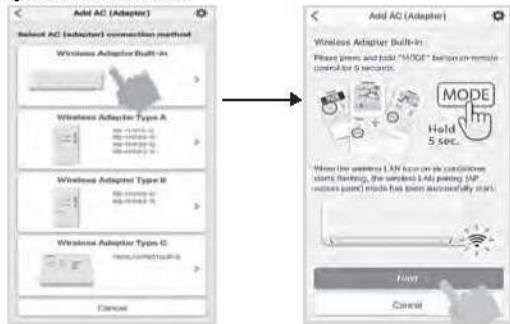 Add AC (Adapter)
Select AC (adapter) connection method
Wireless Adapter Built-in
Wireless Adapter Type A
Wireless Adapter Type B
Wireless Adapter Type C
Cancel
Add AC (Adapter)
Wireless Adapter Built-in
Please press and hold "MODE" button on remote
control for 5 seconds.
MODE
Hold
5 sec.
When the wireless LAN icon on air conditioner
starts flashing, the wireless LAN pairing (AP
access point) mode has been successfully start.
Next
Cancel